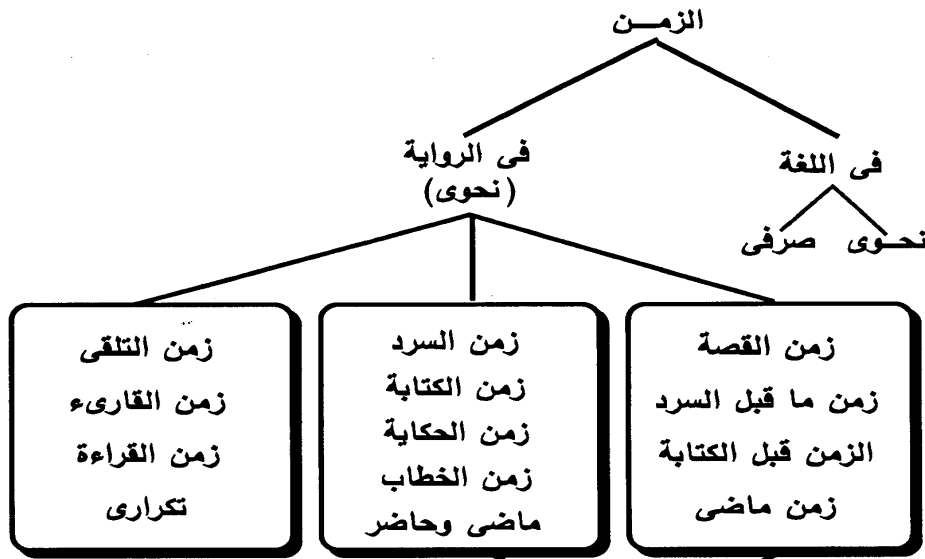 الزمـــن
فى اللغة
نحـــوى صرفى
فى الرواية
(نحوى)
زمن القصة
زمن ما قبل السرد
الزمن قبل الكتابة
زمن ماضى
زمن السرد
زمن الكتابة
زمن الحكاية
زمن الخطاب
ماضى وحاضر
زمن التلقى
زمن القارىء
زمن القراءة
تكرارى